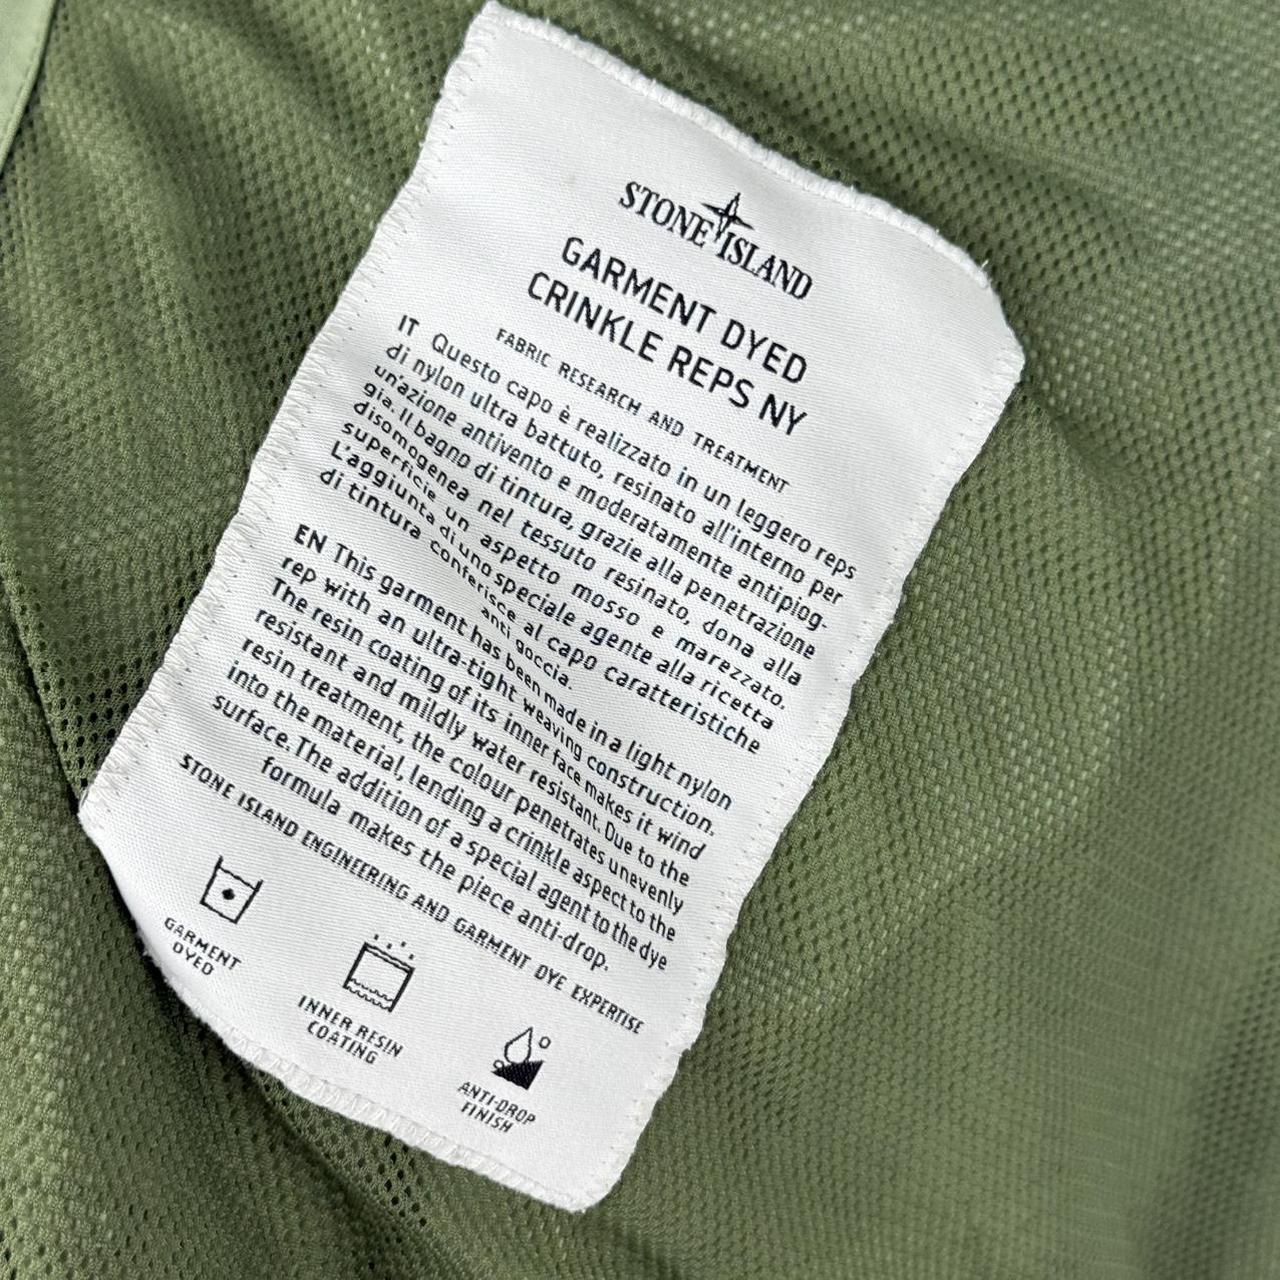 STONE ISLAND
GARMENT DYED
CRINKLE REPS NY
FABRIC RESEARCH AND TREATMENT
IT Questo capo è realizzato in un leggero reps
di nylon ultra battuto, resinato all'interno per
un'azione antivento e moderatamente antipiog-
gia. Il bagno di tintura, grazie alla penetrazione
disomogenea nel tessuto resinato, dona alla
superficie un aspetto mosso e marezzato.
L'aggiunta di uno speciale agente alla ricetta
di tintura conferisce al capo caratteristiche
anti goccia.
EN This garment has been made in a light nylon
rep with an ultra-tight weaving construction.
The resin coating of its inner face makes it wind
resistant and mildly water resistant. Due to the
resin treatment, the colour penetrates unevenly
into the material, lending a crinkle aspect to the
surface. The addition of a special agent to the dye
formula makes the piece anti-drop.
STONE ISLAND ENGINEERING AND GARMENT DYE EXPERTISE
GARMENT
DYED
INNER RESIN
COATING
ANTI-DROP
FINISH